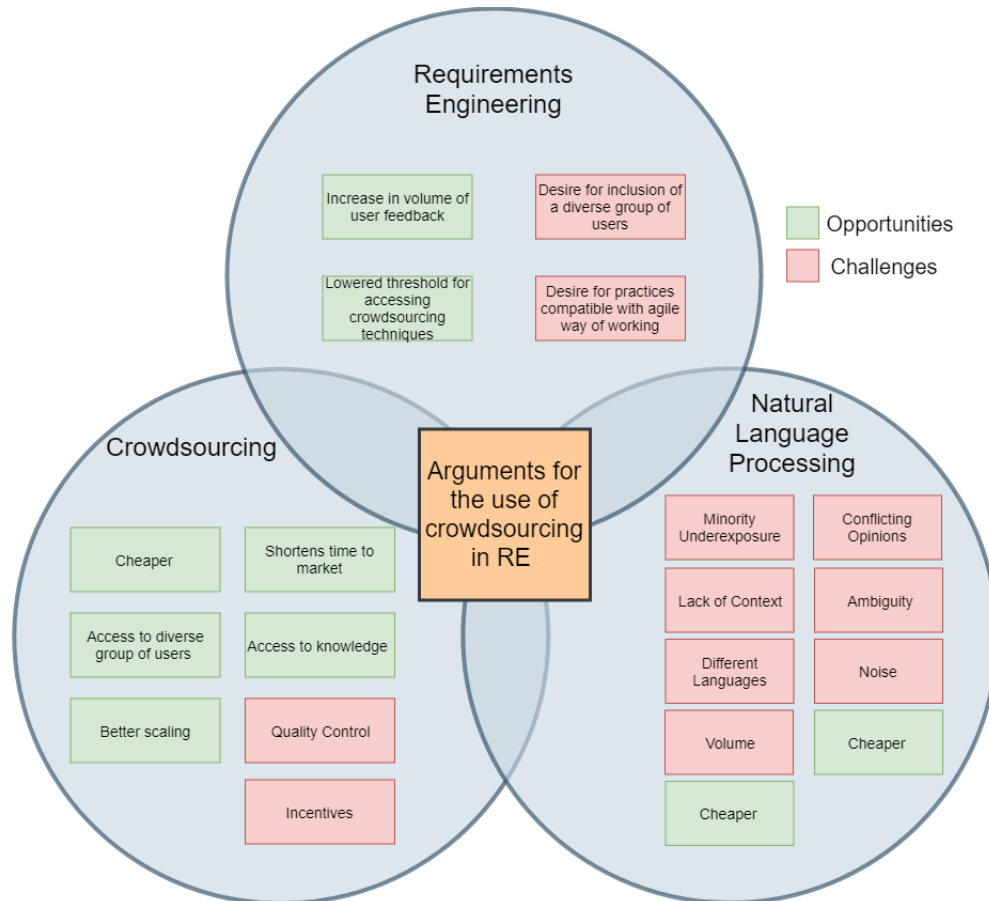 Requirements
Engineering
Increase in volume of
user feedback
Desire for inclusion of
a diverse group of
users
Lowered threshold for
accessing
crowdsourcing
techniques
Desire for practices
compatible with agile
way of working
Opportunities
Challenges
Crowdsourcing
Cheaper
Shortens time to
market
Access to diverse
group of users
Access to knowledge
Better scaling
Quality Control
Incentives
Arguments for
the use of
crowdsourcing
in RE
Natural
Language
Processing
Minority
Underexposure
Conflicting
Opinions
Lack of Context
Ambiguity
Different
Languages
Noise
Volume
Cheaper
Cheaper